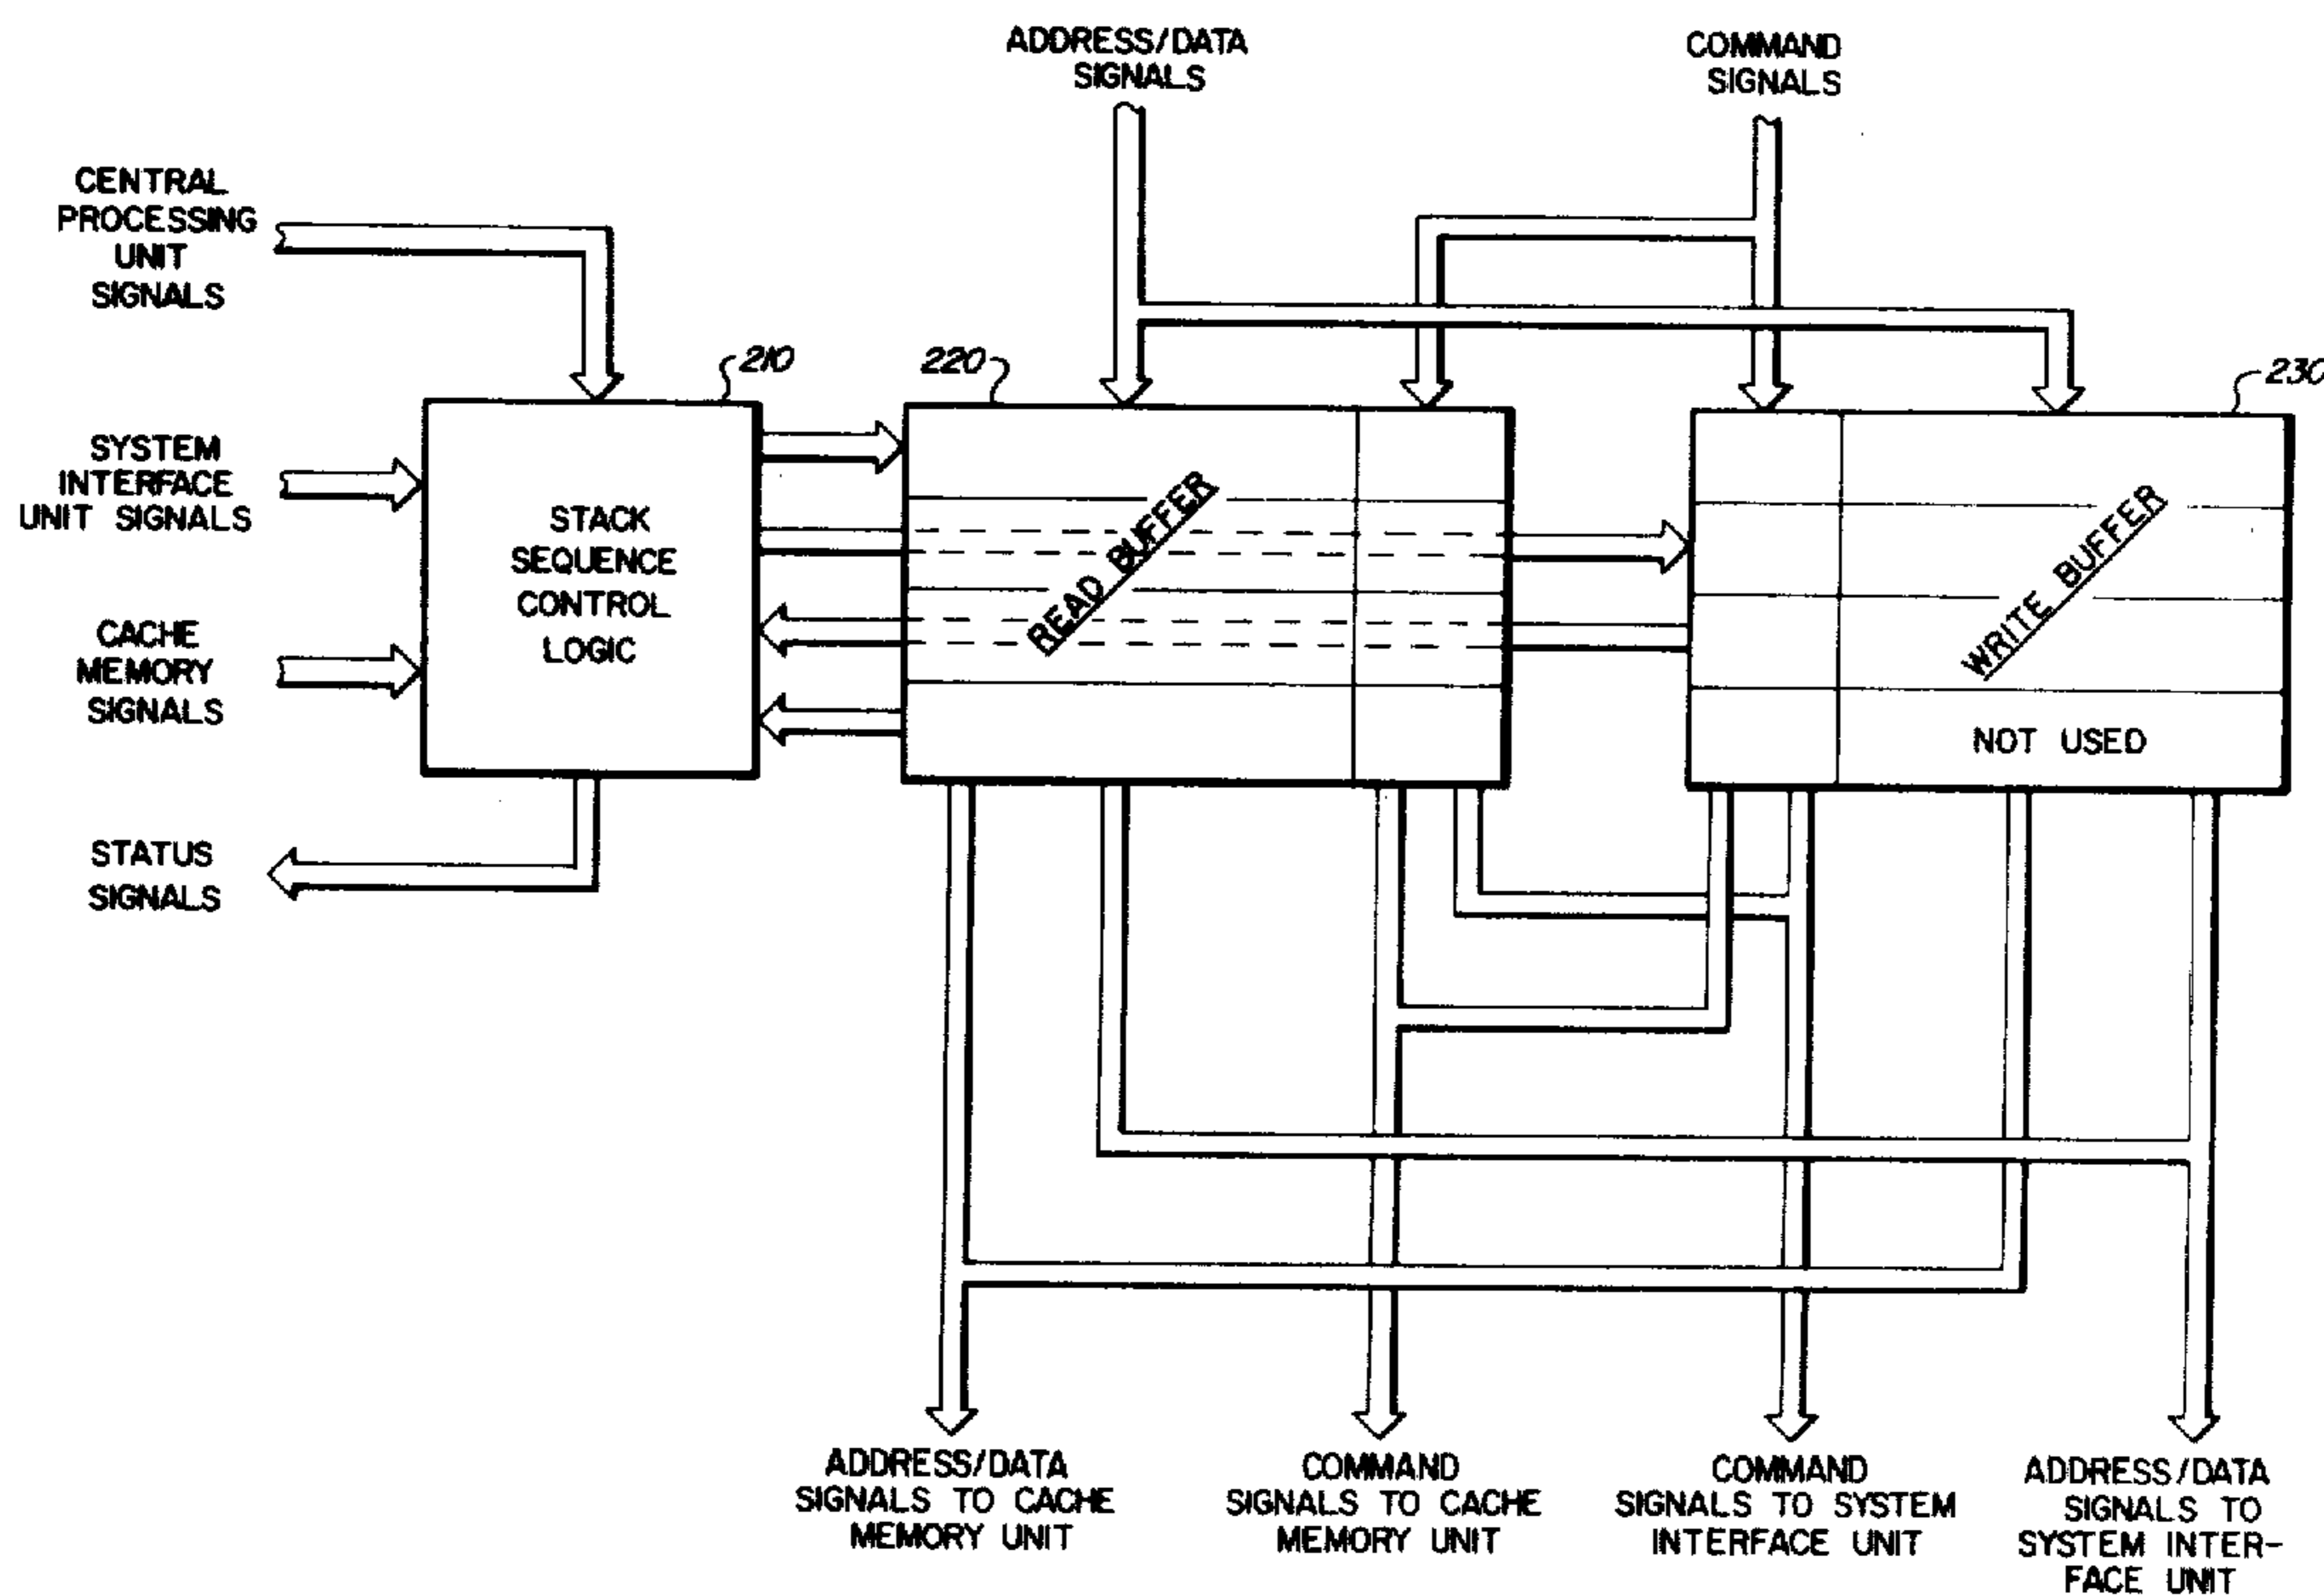 ADDRESS/DATA
SIGNALS
COMMAND
SIGNALS
CENTRAL
PROCESSING
UNIT
SIGNALS
210
220
230
SYSTEM
INTERFACE
UNIT SIGNALS
STACK
SEQUENCE
CONTROL
LOGIC
READ BUFFER
WRITE BUFFER
CACHE
MEMORY
SIGNALS
NOT USED
STATUS
SIGNALS
ADDRESS/DATA
SIGNALS TO CACHE
MEMORY UNIT
COMMAND
SIGNALS TO CACHE
MEMORY UNIT
COMMAND
SIGNALS TO SYSTEM
INTERFACE UNIT
ADDRESS/DATA
SIGNALS TO
SYSTEM INTER-
FACE UNIT